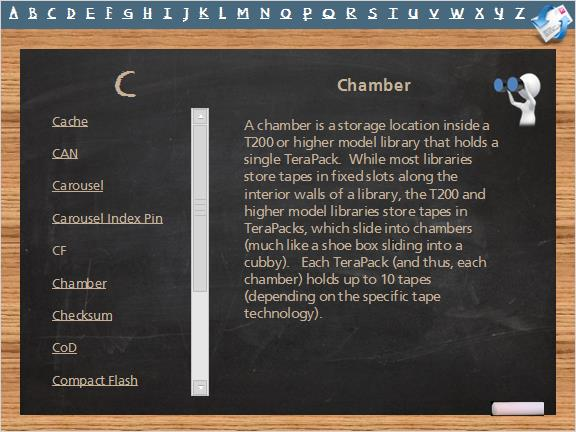 A B C D E F G H I J K L M N O P Q R S T U V W X Y Z
C
Cache
CAN
Carousel
Carousel Index Pin
CF
Chamber
Checksum
CoD
Compact Flash
Chamber
A chamber is a storage location inside a
T200 or higher model library that holds a
single TeraPack.  While most libraries
store tapes in fixed slots along the
interior walls of a library, the T200 and
higher model libraries store tapes in
TeraPacks, which slide into chambers
(much like a shoe box sliding into a
cubby).   Each TeraPack (and thus, each
chamber) holds up to 10 tapes
(depending on the specific tape
technology).